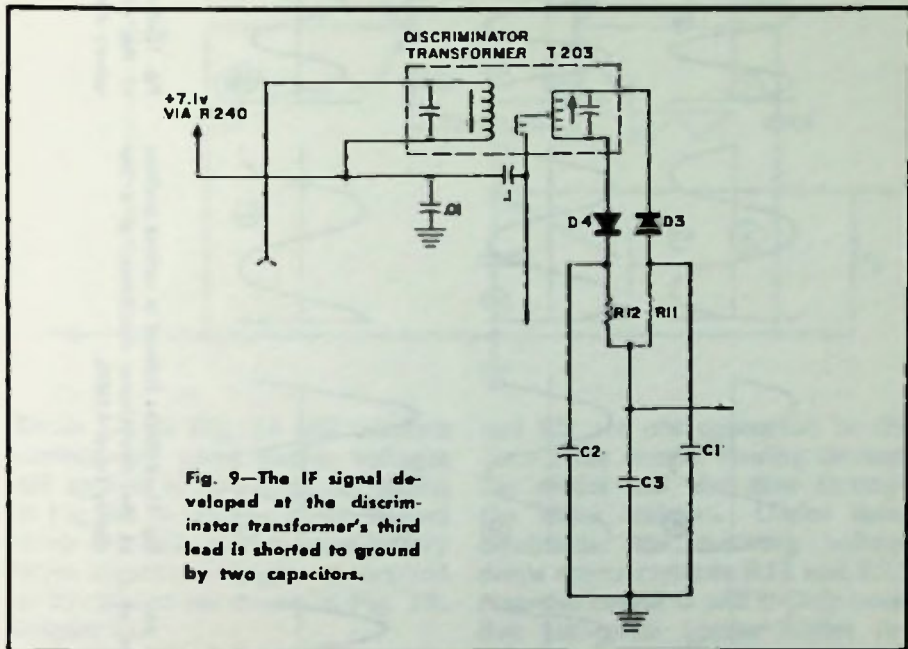 DISCRIMINATOR
TRANSFORMER T203
+7.1v
VIA R240
.1
.01
D4
D3
R12
R11
C2
C3
C1
Fig. 9—The IF signal de-
veloped at the discrim-
inator transformer's third
lead is shorted to ground
by two capacitors.